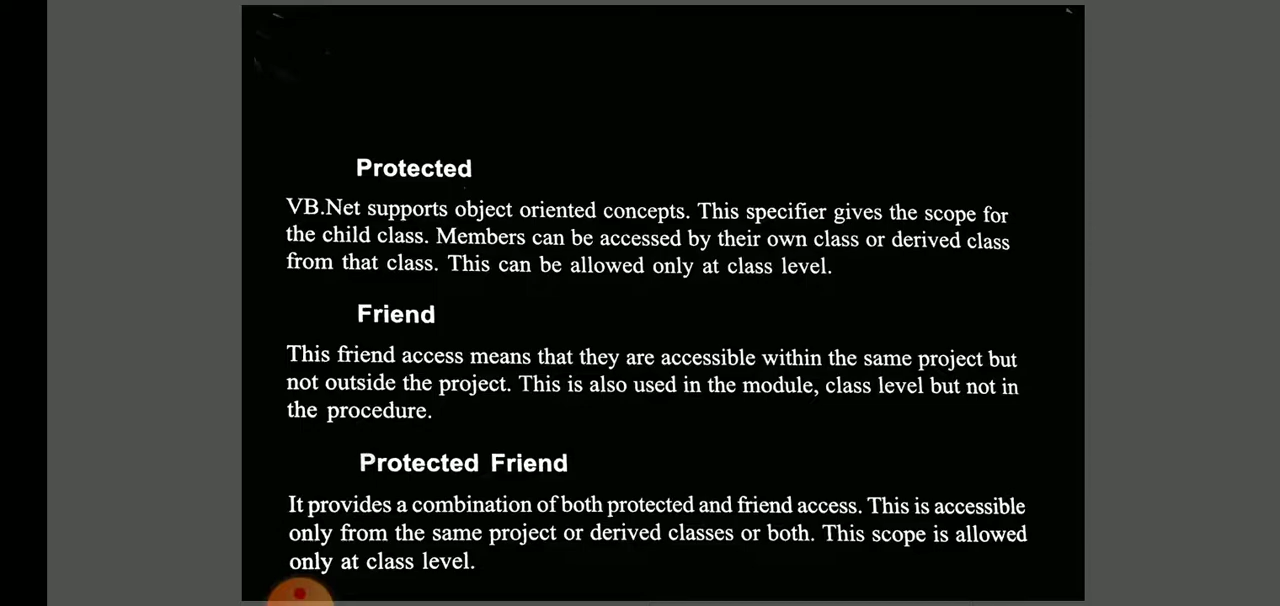 Protected
VB.Net supports object oriented concepts. This specifier gives the scope for
the child class. Members can be accessed by their own class or derived class
from that class. This can be allowed only at class level.
Friend
This friend access means that they are accessible within the same project but
not outside the project. This is also used in the module, class level but not in
the procedure.
Protected Friend
It provides a combination of both protected and friend access. This is accessible
only from the same project or derived classes or both. This scope is allowed
only at class level.